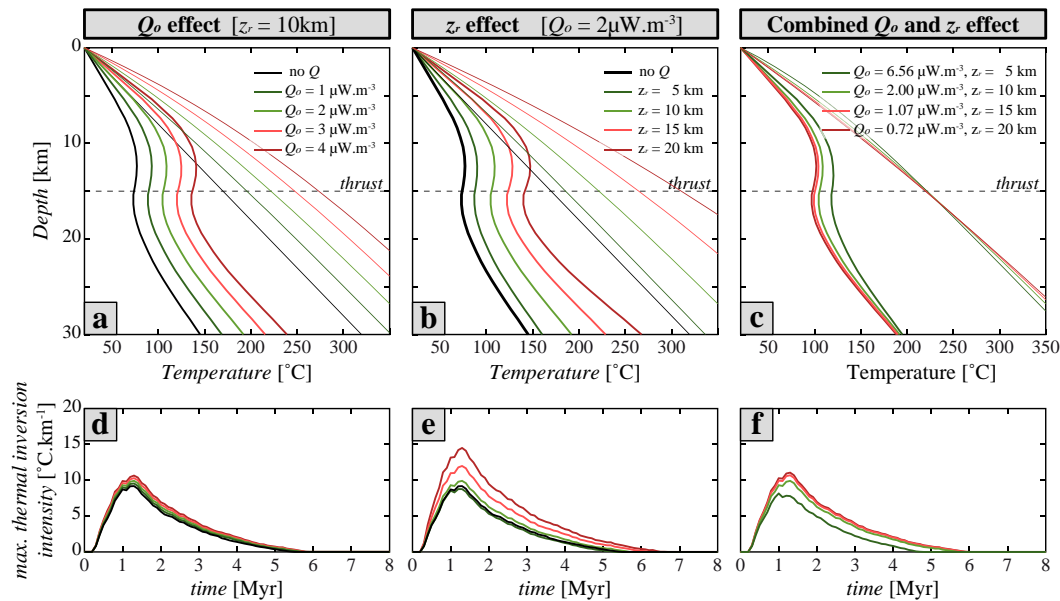 Qo effect [zr = 10km]
zr effect [Qo = 2µW.m-3]
Combined Qo and zr effect
0
10
20
30
Depth [km]
no Q
Qo = 1 µW.m-3
Qo = 2 µW.m-3
Qo = 3 µW.m-3
Qo = 4 µW.m-3
thrust
a
50 100 150 200 250 300
Temperature [˚C]
no Q
zr = 5 km
zr = 10 km
zr = 15 km
zr = 20 km
thrust
b
50 100 150 200 250 300
Temperature [˚C]
Qo = 6.56 µW.m-3, zr = 5 km
Qo = 2.00 µW.m-3, zr = 10 km
Qo = 1.07 µW.m-3, zr = 15 km
Qo = 0.72 µW.m-3, zr = 20 km
thrust
c
50 100 150 200 250 300 350
Temperature [˚C]
max. thermal inversion
intensity [˚C.km-1]
20
15
10
5
0
d
0 1 2 3 4 5 6 7 8
time [Myr]
e
0 1 2 3 4 5 6 7 8
time [Myr]
f
0 1 2 3 4 5 6 7 8
time [Myr]